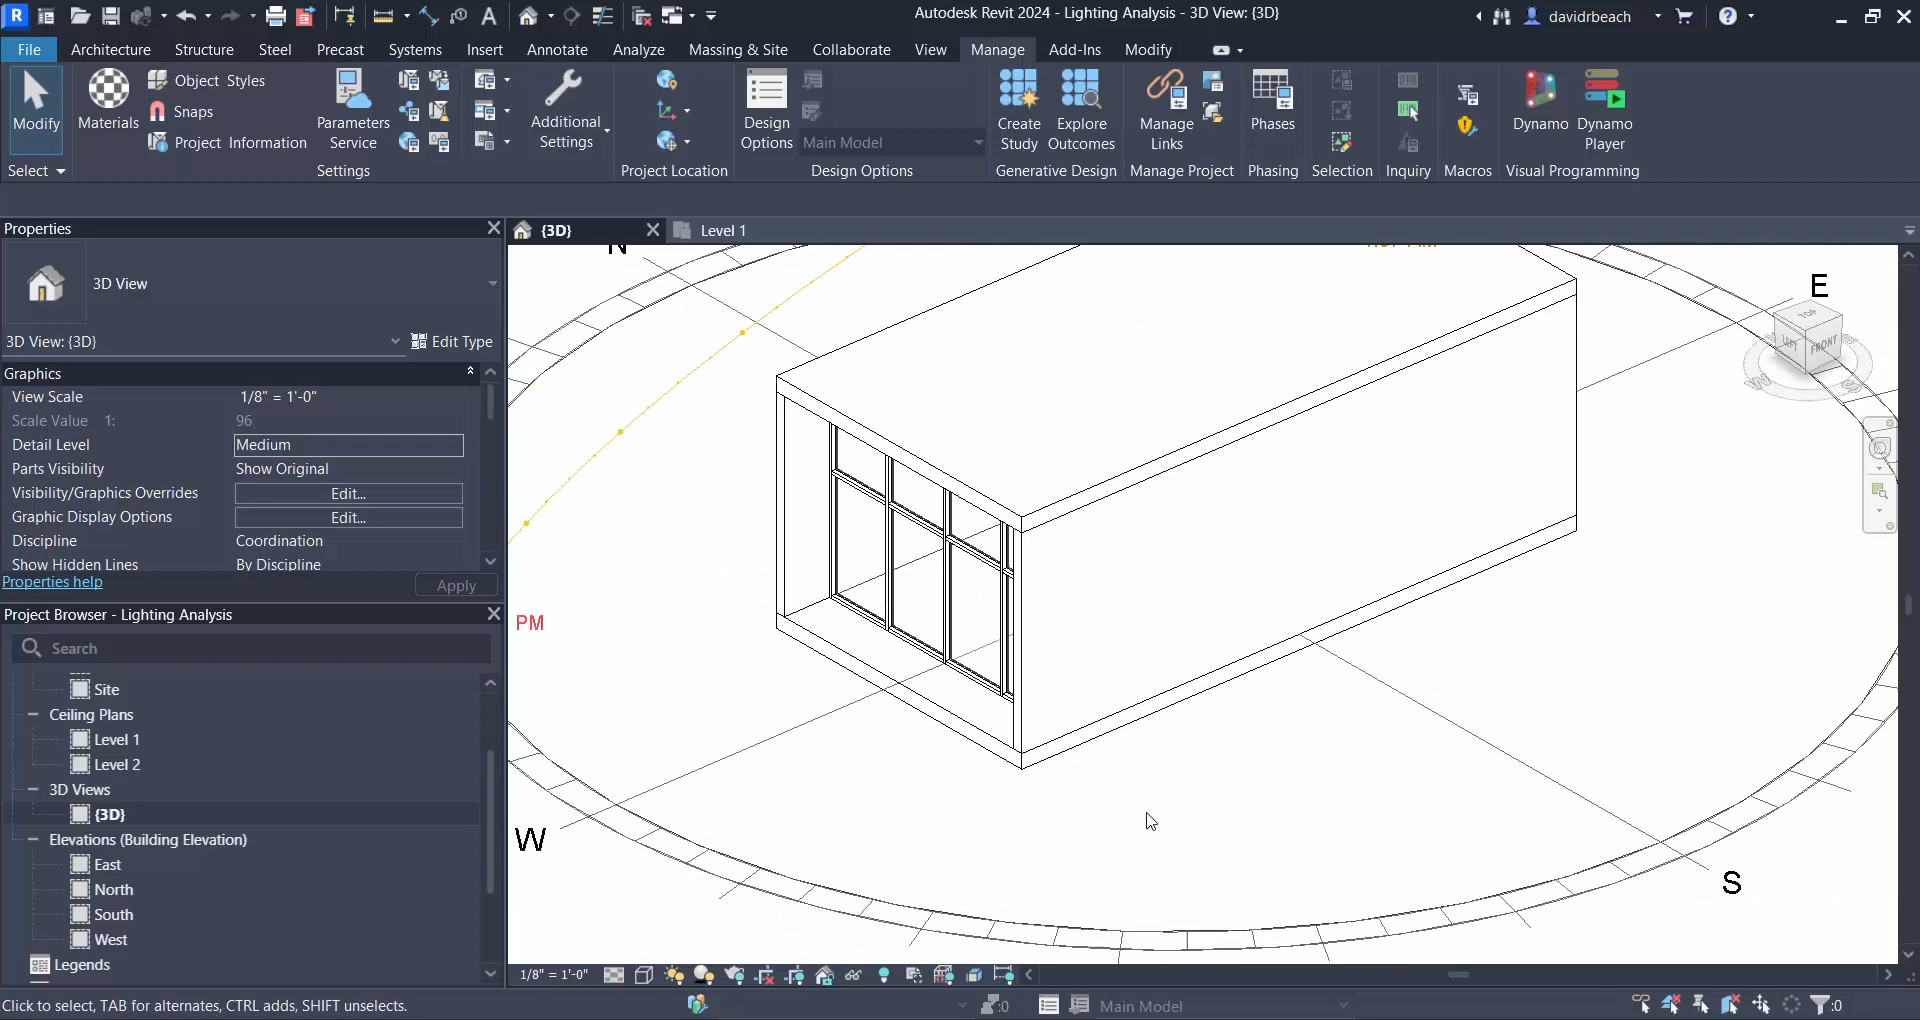 Autodesk Revit 2024 - Lighting Analysis - 3D View: {3D}
davidrbeach
File Architecture Structure Steel Precast Systems Insert Annotate Analyze Massing & Site Collaborate View Manage Add-Ins Modify
Modify
Select
Materials
Object Styles
Snaps
Project Information
Parameters Service
Additional Settings
Settings
Project Location
Design Options
Main Model
Design Options
Create Study
Explore Outcomes
Generative Design
Manage Links
Manage Project
Phases
Phasing
Selection
Inquiry
Macros
Dynamo
Dynamo Player
Visual Programming
Properties
3D View
3D View: {3D}
Edit Type
Graphics
View Scale 1/8" = 1'-0"
Scale Value 1: 96
Detail Level Medium
Parts Visibility Show Original
Visibility/Graphics Overrides Edit...
Graphic Display Options Edit...
Discipline Coordination
Show Hidden Lines By Discipline
Properties help
Apply
Project Browser - Lighting Analysis
Search
Site
Ceiling Plans
Level 1
Level 2
3D Views
{3D}
Elevations (Building Elevation)
East
North
South
West
Legends
{3D}
Level 1
N
E
TOP
LEFT
FRONT
W
S
PM
W
S
1/8" = 1'-0"
Click to select, TAB for alternates, CTRL adds, SHIFT unselects.
:0
Main Model
:0